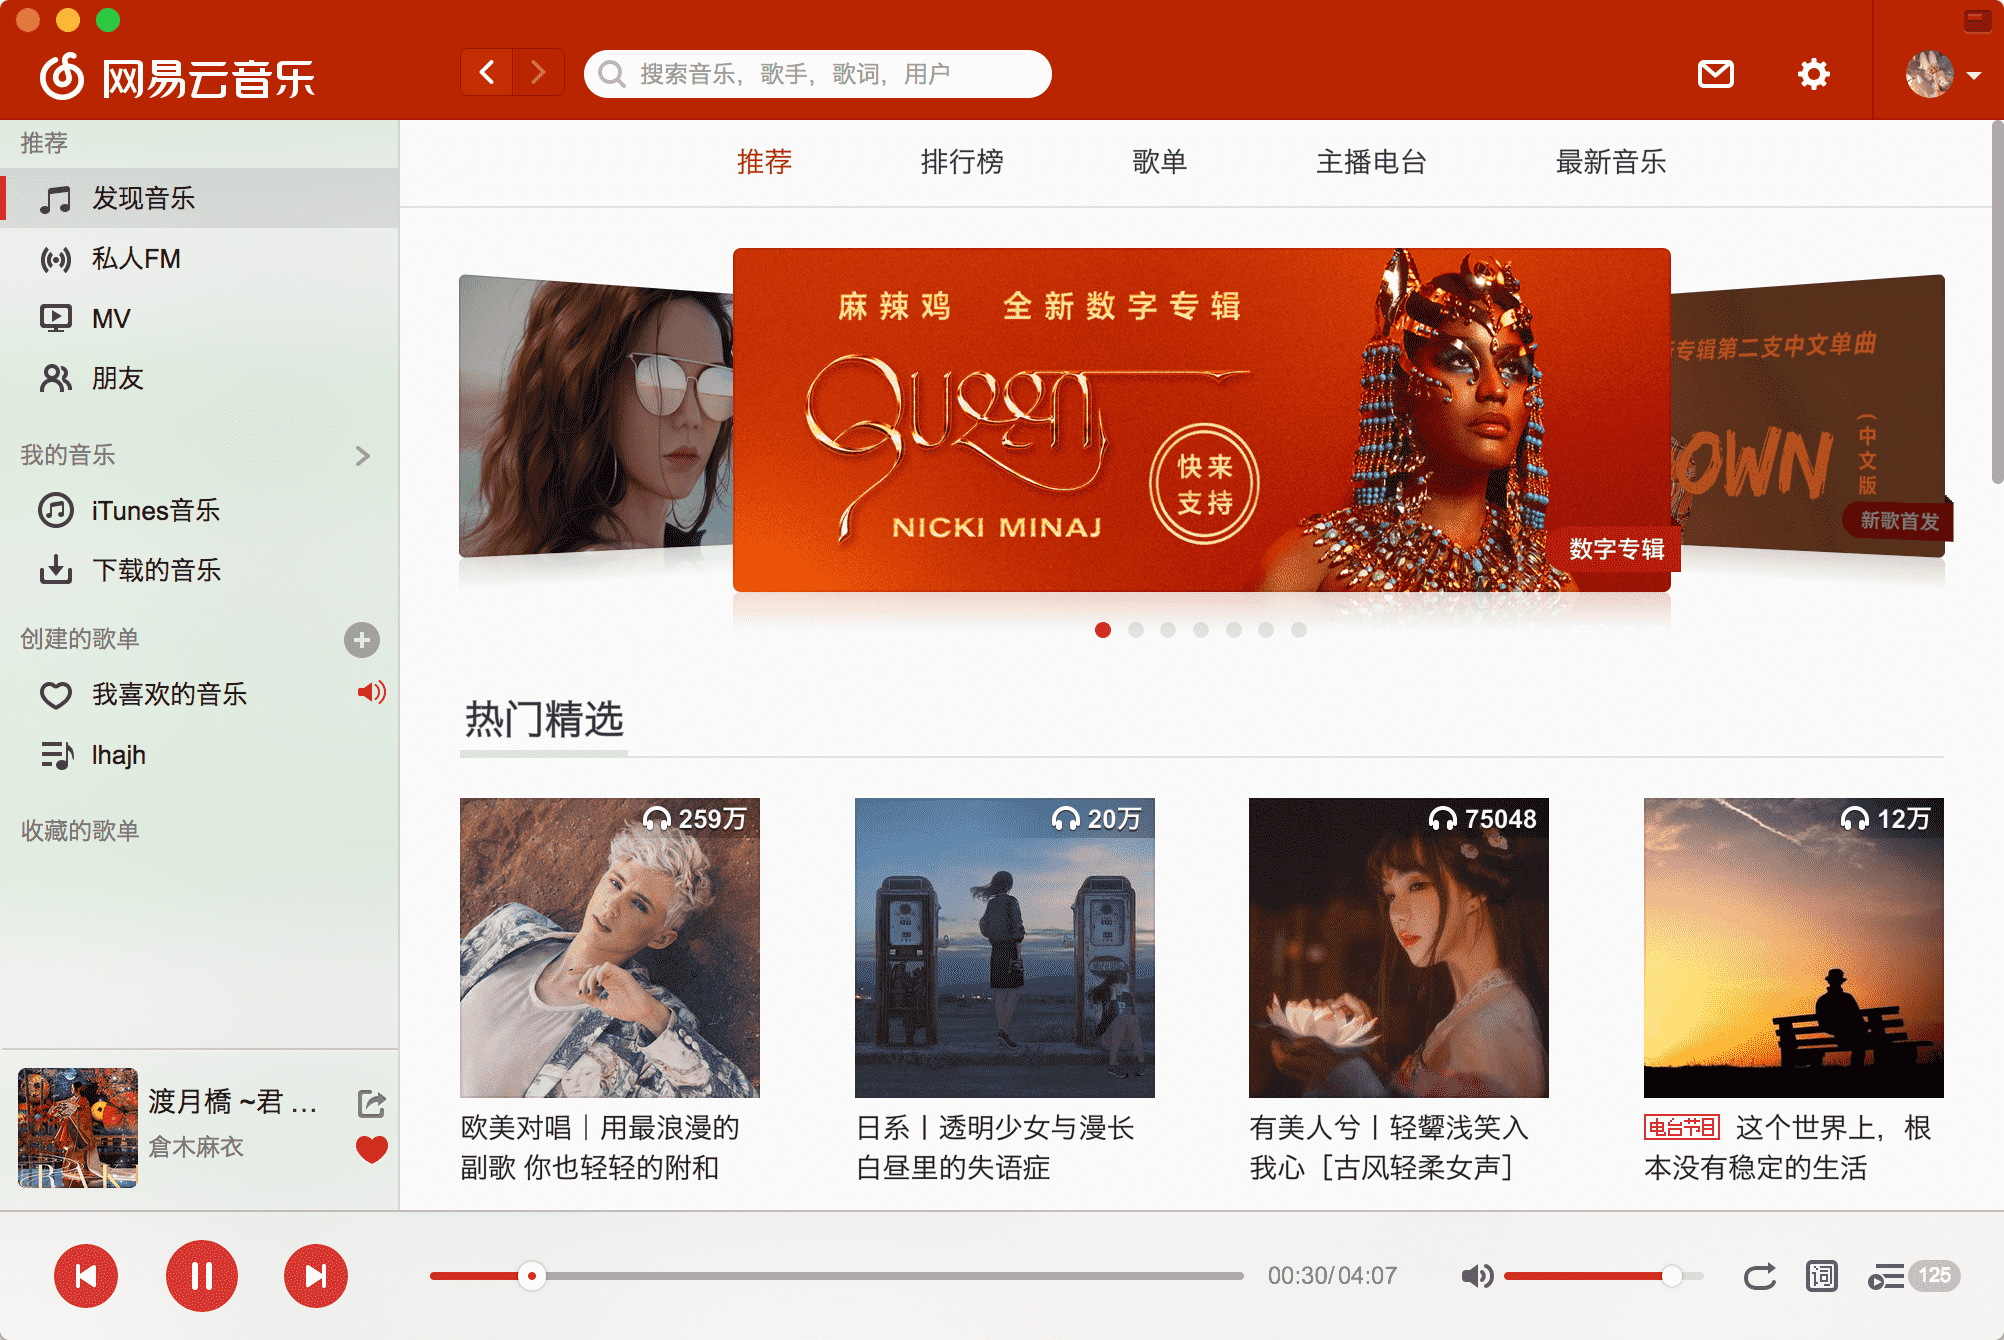 网易云音乐
搜索音乐，歌手，歌词，用户
推荐
发现音乐
私人FM
MV
朋友
我的音乐
iTunes音乐
下载的音乐
创建的歌单
我喜欢的音乐
lhajh
收藏的歌单
渡月橋 ~君 ...
倉木麻衣
推荐 排行榜 歌单 主播电台 最新音乐
麻辣鸡 全新数字专辑
QUEEN
NICKI MINAJ
快来
支持
数字专辑
专辑第二支中文单曲
OWN
（中文版
新歌首发
热门精选
259万
欧美对唱｜用最浪漫的
副歌 你也轻轻的附和
20万
日系丨透明少女与漫长
白昼里的失语症
75048
有美人兮丨轻颦浅笑入
我心［古风轻柔女声］
12万
电台节目 这个世界上，根
本没有稳定的生活
00:30/04:07
词
125